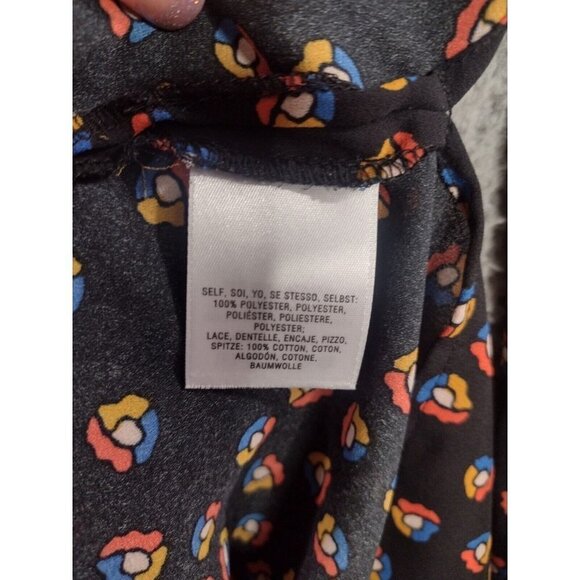 SELF, SOI, YO, SE STESSO, SELBST:
100% POLYESTER, POLYESTER,
POLIÉSTER, POLIESTERE,
POLYESTER;
LACE, DENTELLE, ENCAJE, PIZZO,
SPITZE: 100% COTTON, COTON,
ALGODÓN, COTONE,
BAUMWOLLE